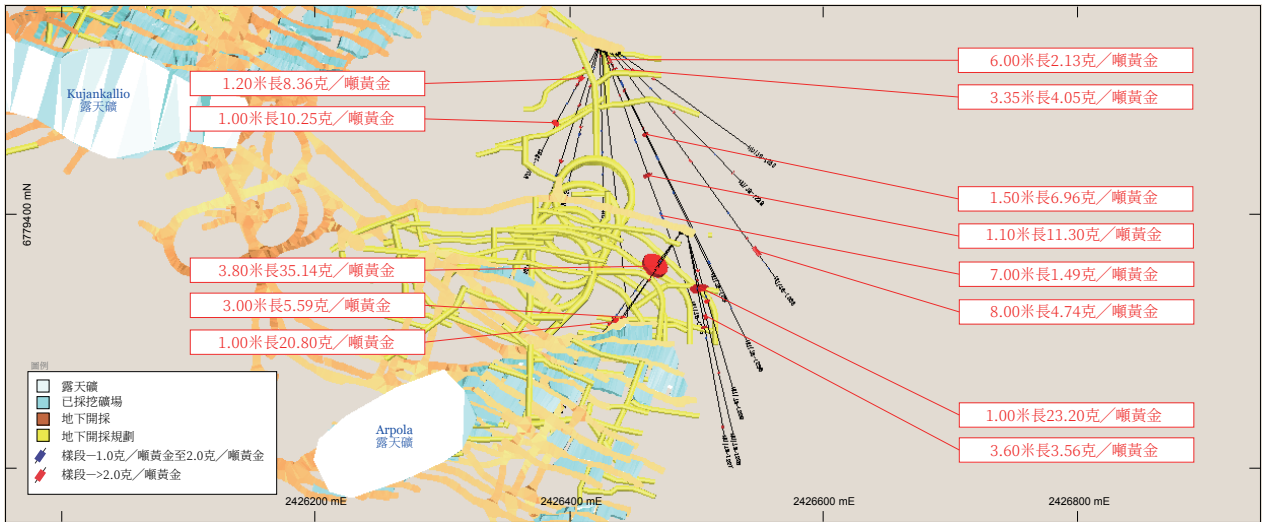 Kujankallio
露天礦
1.20米長8.36克／噸黃金
1.00米長10.25克／噸黃金
6.00米2.13克／噸黃金
3.35米長4.05克／噸黃金
1.50米長6.96克／噸黃金
1.10米長11.30克／噸黃金
7.00米1.49克／噸黃金
8.00米4.74克／噸黃金
6779400 mN
3.80米長35.14克／噸黃金
3.00米長5.59克／噸黃金
1.00米長20.80克／噸黃金
1.00米長23.20克／噸黃金
3.60米長3.56克／噸黃金
圖例
露天礦
已採挖礦場
地下開採
地下開採規劃
樣段—1.0克／噸黃金至2.0克／噸黃金
樣段—>2.0克／噸黃金
Arpola
露天礦
2426200 mE
2426400 mE
2426600 mE
2426800 mE